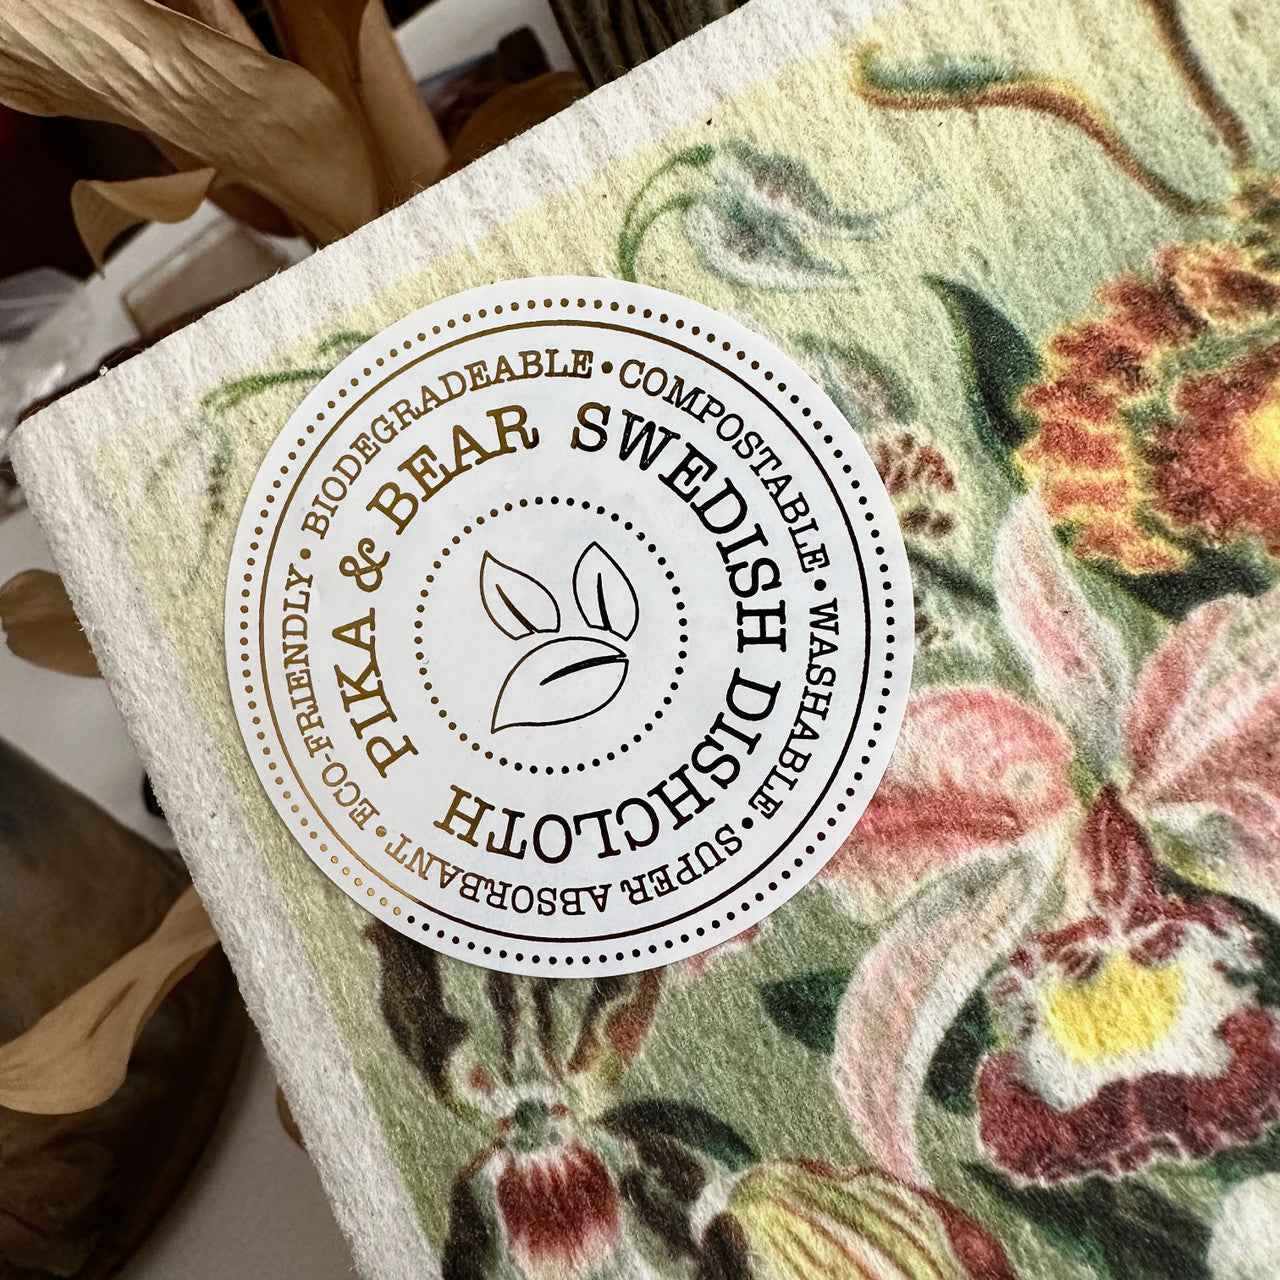 ECO-FRIENDLY • BIODEGRADEABLE • COMPOSTABLE • WASHABLE • SUPER ABSORBANT •
PIKA & BEAR SWEDISH DISHCLOTH